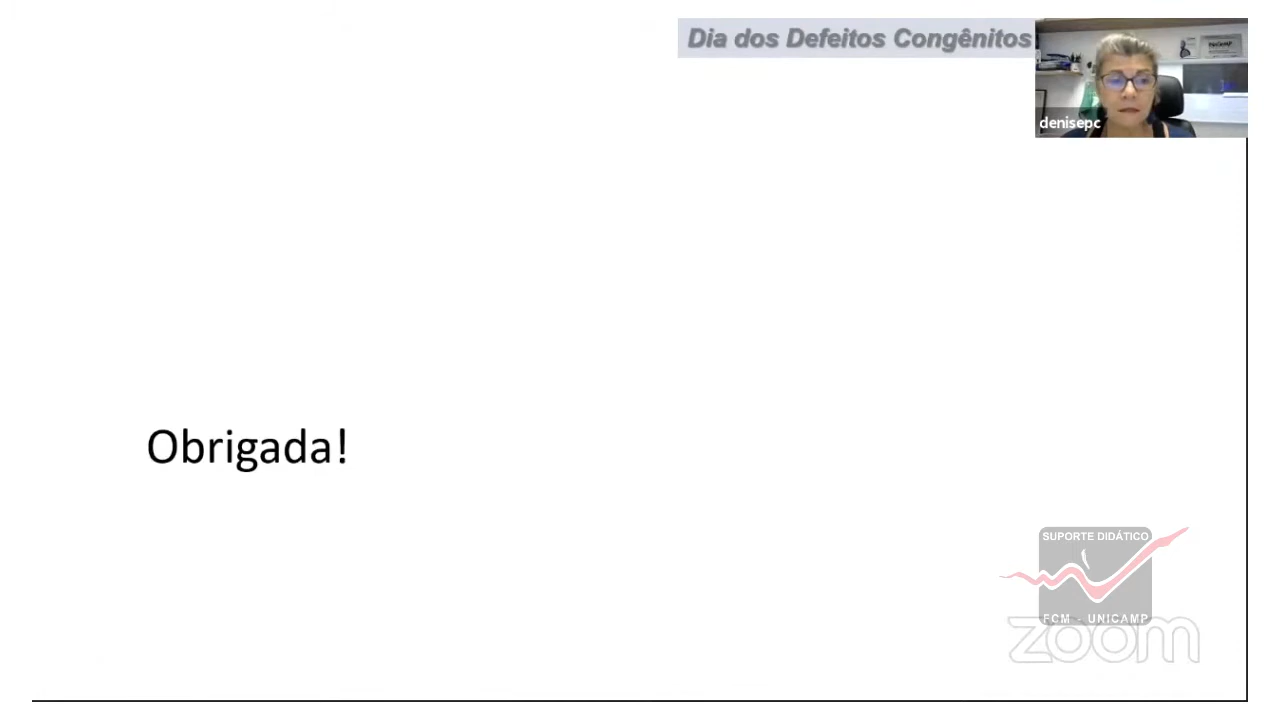 Dia dos Defeitos Congênitos
denisepc
Obrigada!
SUPORTE DIDÁTICO
FCM - UNICAMP
zoom